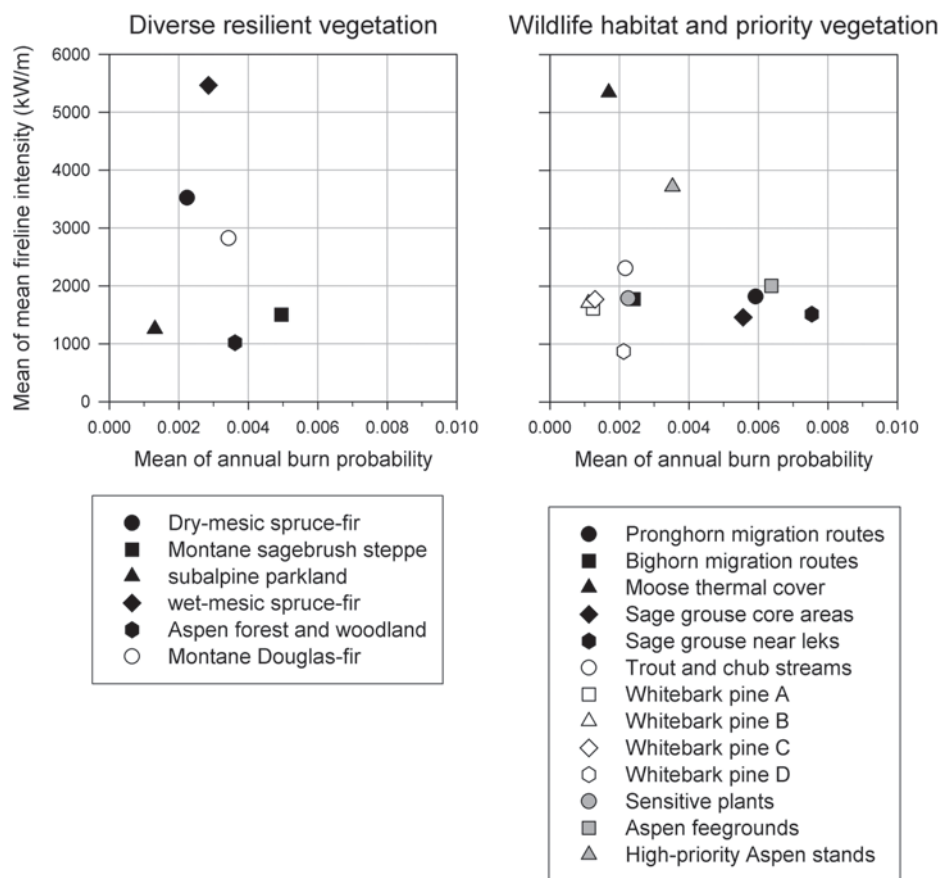 Diverse resilient vegetation
Wildlife habitat and priority vegetation
Mean of mean fireline intensity (kW/m)
6000
5000
4000
3000
2000
1000
0
0.000 0.002 0.004 0.006 0.008 0.010
Mean of annual burn probability
0.000 0.002 0.004 0.006 0.008 0.010
Mean of annual burn probability
Dry-mesic spruce-fir
Montane sagebrush steppe
subalpine parkland
wet-mesic spruce-fir
Aspen forest and woodland
Montane Douglas-fir
Pronghorn migration routes
Bighorn migration routes
Moose thermal cover
Sage grouse core areas
Sage grouse near leks
Trout and chub streams
Whitebark pine A
Whitebark pine B
Whitebark pine C
Whitebark pine D
Sensitive plants
Aspen feegrounds
High-priority Aspen stands